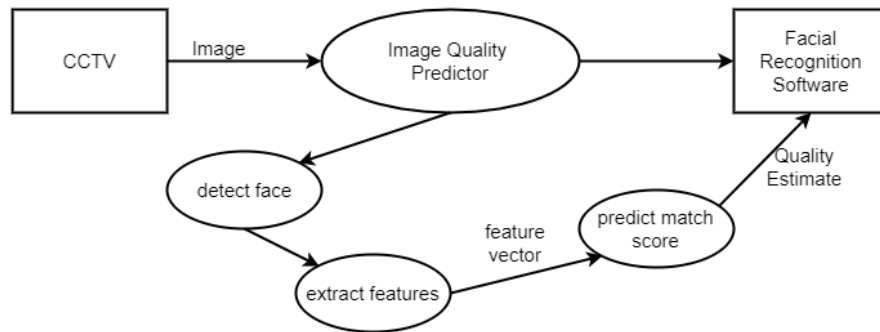 CCTV
Image
Image Quality
Predictor
Facial
Recognition
Software
detect face
extract features
feature
vector
predict match
score
Quality
Estimate